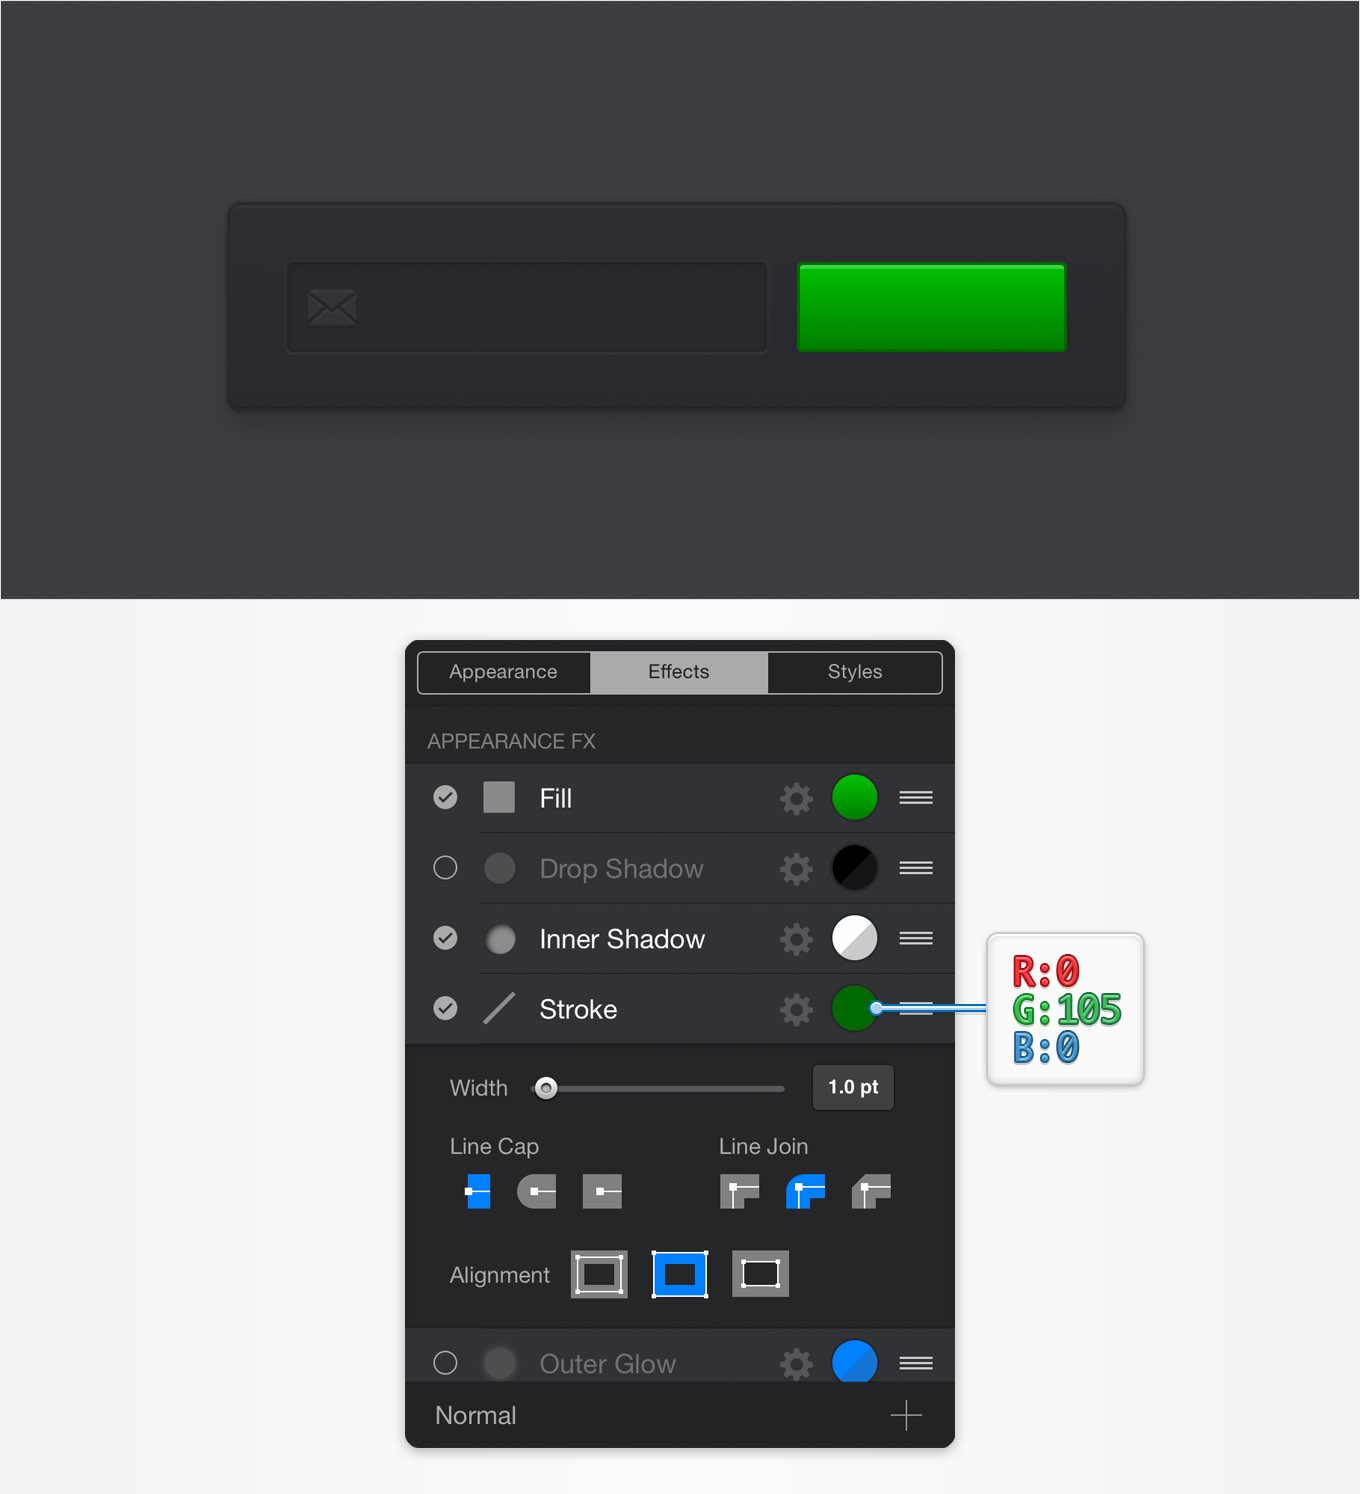 Appearance
Effects
Styles
APPEARANCE FX
Fill
Drop Shadow
Inner Shadow
Stroke
R:0
G:105
B:0
Width
1.0 pt
Line Cap
Line Join
Alignment
Outer Glow
Normal